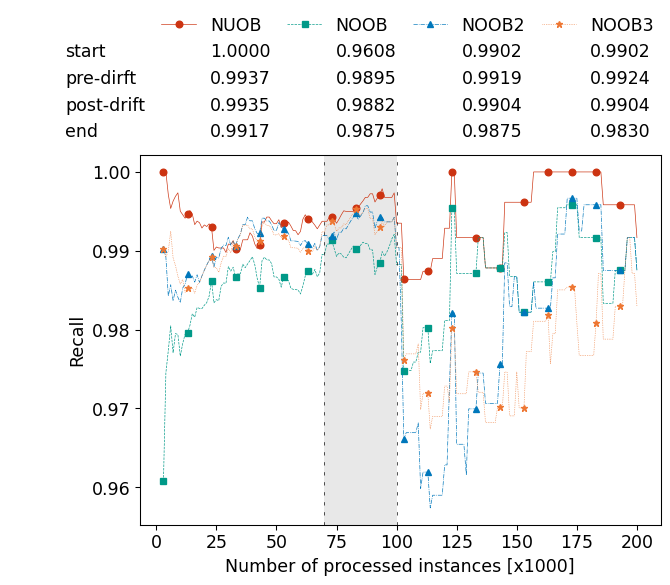 NUOB NOOB NOOB2 NOOB3
start 1.0000 0.9608 0.9902 0.9902
pre-dirft 0.9937 0.9895 0.9919 0.9924
post-drift 0.9935 0.9882 0.9904 0.9904
end 0.9917 0.9875 0.9875 0.9830
1.00
0.99
0.98
0.97
0.96
Recall
0 25 50 75 100 125 150 175 200
Number of processed instances [x1000]